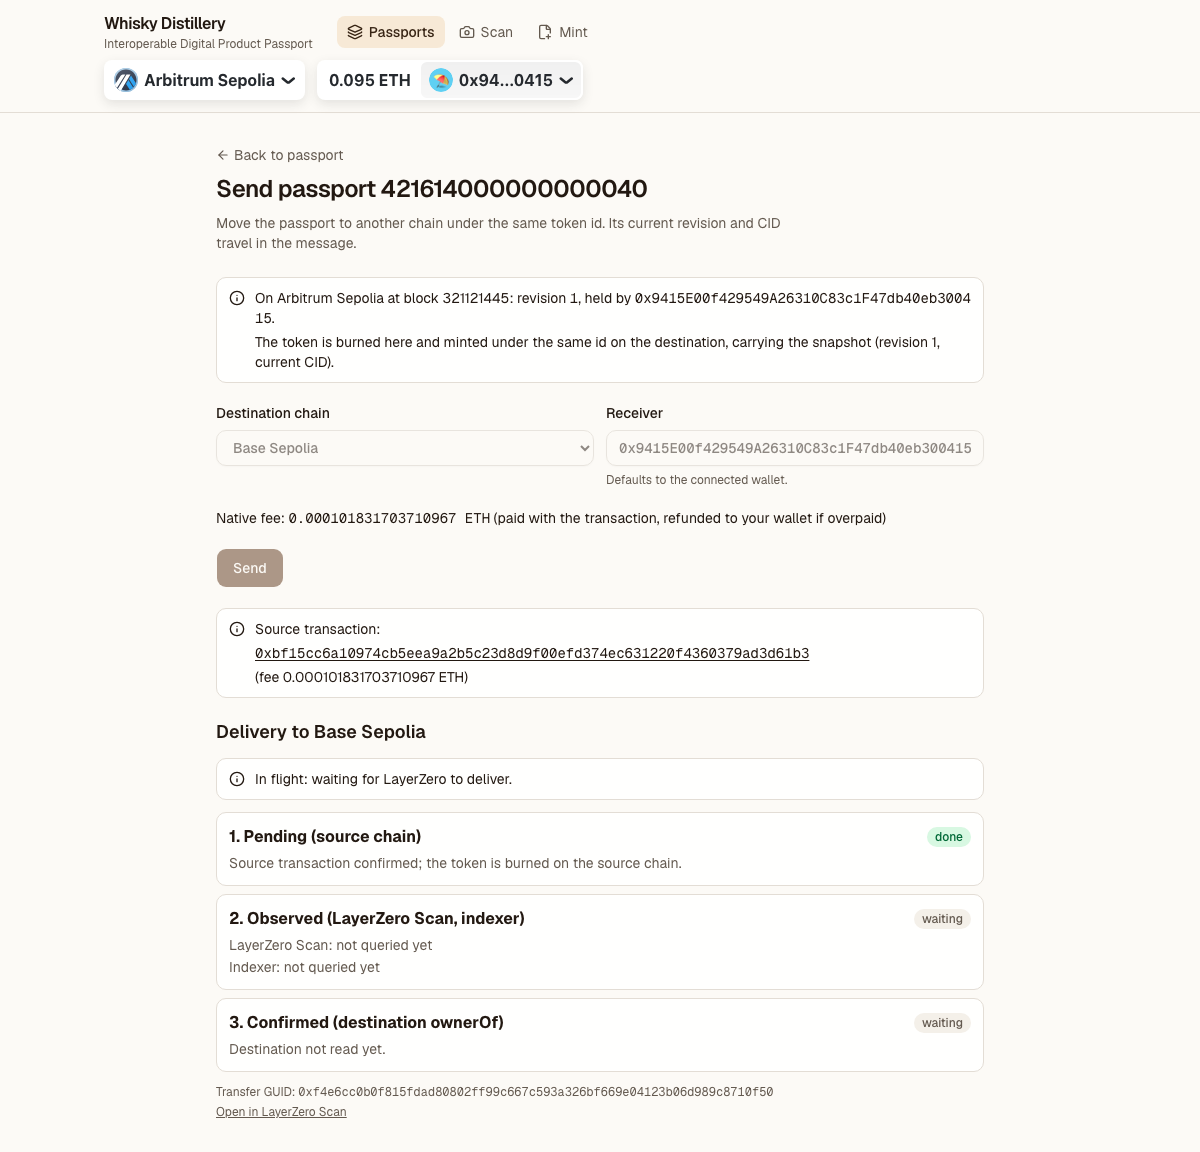 Whisky Distillery
Interoperable Digital Product Passport
Passports
Scan
Mint
Arbitrum Sepolia
0.095 ETH
0x94...0415
Back to passport
Send passport 421614000000000040
Move the passport to another chain under the same token id. Its current revision and CID
travel in the message.
On Arbitrum Sepolia at block 321121445: revision 1, held by 0x9415E00f429549A26310C83c1F47db40eb3004
15.
The token is burned here and minted under the same id on the destination, carrying the snapshot (revision 1,
current CID).
Destination chain
Receiver
Base Sepolia
0x9415E00f429549A26310C83c1F47db40eb300415
Defaults to the connected wallet.
Native fee: 0.000101831703710967 ETH (paid with the transaction, refunded to your wallet if overpaid)
Send
Source transaction:
0xbf15cc6a10974cb5eea9a2b5c23d8d9f00efd374ec631220f4360379ad3d61b3
(fee 0.000101831703710967 ETH)
Delivery to Base Sepolia
In flight: waiting for LayerZero to deliver.
1. Pending (source chain)
done
Source transaction confirmed; the token is burned on the source chain.
2. Observed (LayerZero Scan, indexer)
waiting
LayerZero Scan: not queried yet
Indexer: not queried yet
3. Confirmed (destination ownerOf)
waiting
Destination not read yet.
Transfer GUID: 0xf4e6cc0b0f815fdad80802ff99c667c593a326bf669e04123b06d989c8710f50
Open in LayerZero Scan